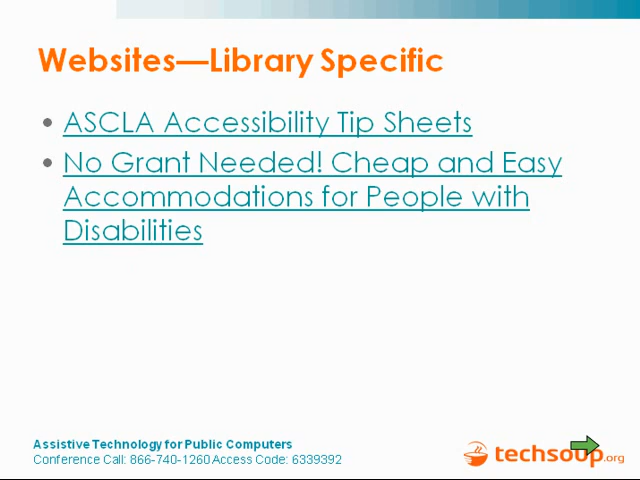 Websites—Library Specific
• ASCLA Accessibility Tip Sheets
• No Grant Needed! Cheap and Easy
Accommodations for People with
Disabilities
Assistive Technology for Public Computers
Conference Call: 866-740-1260 Access Code: 6339392
techsoup.org